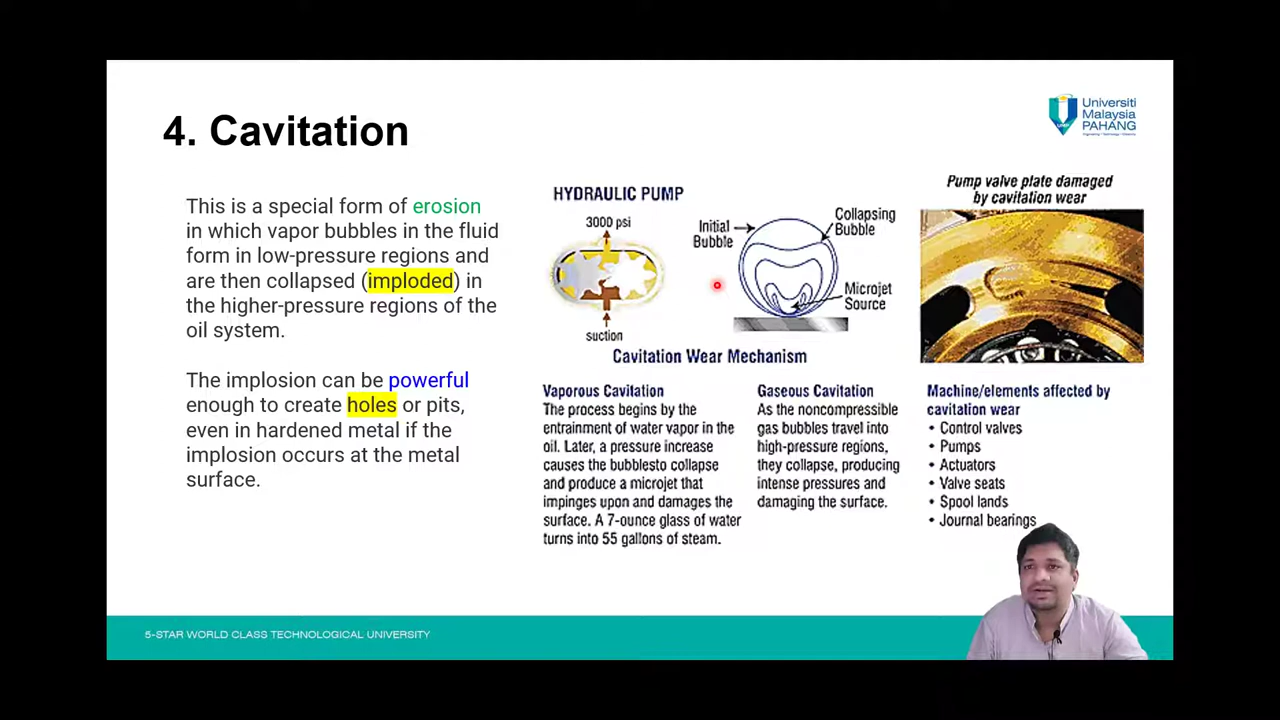 4. Cavitation
Universiti
Malaysia
PAHANG
This is a special form of erosion
in which vapor bubbles in the fluid
form in low-pressure regions and
are then collapsed (imploded) in
the higher-pressure regions of the
oil system.
The implosion can be powerful
enough to create holes or pits,
even in hardened metal if the
implosion occurs at the metal
surface.
HYDRAULIC PUMP
3000 psi
suction
Initial
Bubble
Collapsing
Bubble
Microjet
Source
Cavitation Wear Mechanism
Pump valve plate damaged
by cavitation wear
Vaporous Cavitation
The process begins by the
entrainment of water vapor in the
oil. Later, a pressure increase
causes the bubblesto collapse
and produce a microjet that
impinges upon and damages the
surface. A 7-ounce glass of water
turns into 55 gallons of steam.
Gaseous Cavitation
As the noncompressible
gas bubbles travel into
high-pressure regions,
they collapse, producing
intense pressures and
damaging the surface.
Machine/elements affected by
cavitation wear
• Control valves
• Pumps
• Actuators
• Valve seats
• Spool lands
• Journal bearings
5-STAR WORLD CLASS TECHNOLOGICAL UNIVERSITY